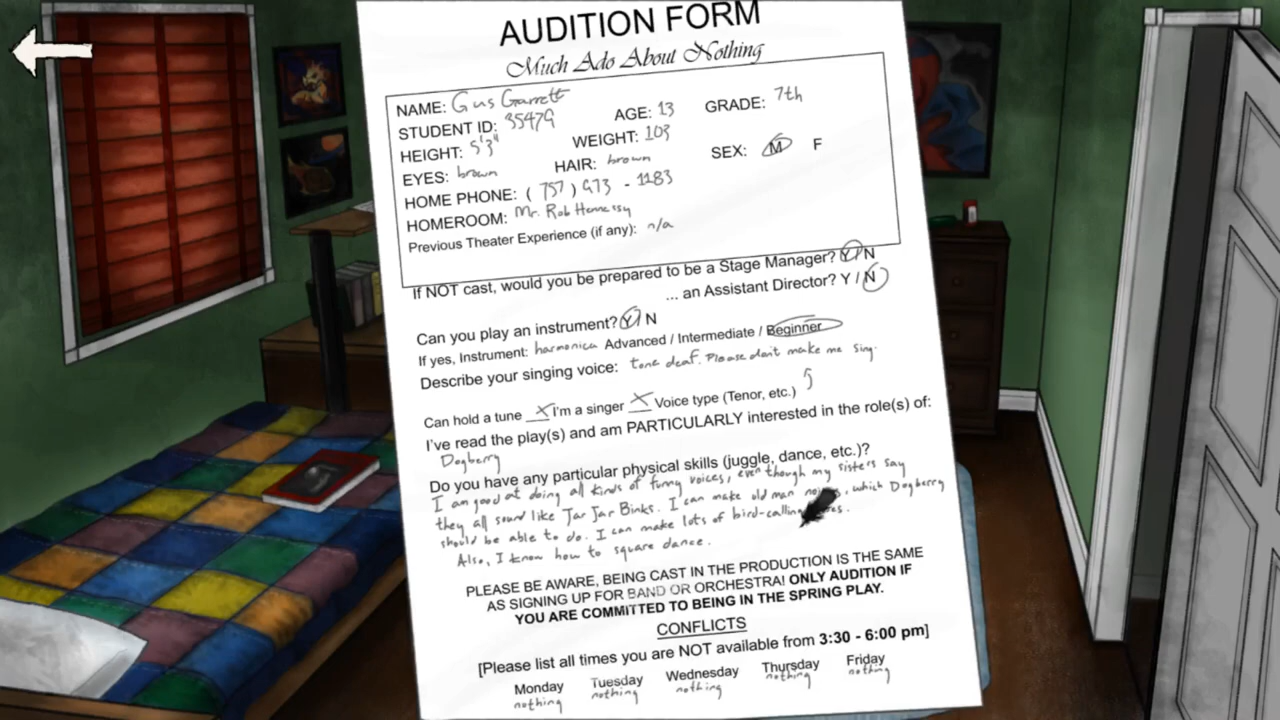 AUDITION FORM
Much Ado About Nothing
NAME: Gus Garrett
AGE: 13 GRADE: 7th
STUDENT ID: 35479
HEIGHT: 5'3" WEIGHT: 103
EYES: brown HAIR: brown SEX: M F
HOME PHONE: (757) 973 - 1183
HOMEROOM: Mr. Rob Hennessy
Previous Theater Experience (if any): n/a
If NOT cast, would you be prepared to be a Stage Manager? Y / N
... an Assistant Director? Y / N
Can you play an instrument? Y / N
If yes, Instrument: harmonica Advanced / Intermediate / Beginner
Describe your singing voice: tone deaf. Please don't make me sing.
Can hold a tune X I'm a singer X Voice type (Tenor, etc.)
I've read the play(s) and am PARTICULARLY interested in the role(s) of:
Dogberry
Do you have any particular physical skills (juggle, dance, etc.)?
I am good at doing all kinds of funny voices, even though my sisters say
they all sound like Jar Jar Binks. I can make old man , which Dogberry
should be able to do. I can make lots of bird-calling
Also, I know how to square dance.
PLEASE BE AWARE, BEING CAST IN THE PRODUCTION IS THE SAME
AS SIGNING UP FOR BAND OR ORCHESTRA! ONLY AUDITION IF
YOU ARE COMMITTED TO BEING IN THE SPRING PLAY.
CONFLICTS
[Please list all times you are NOT available from 3:30 - 6:00 pm]
Monday Tuesday Wednesday Thursday Friday
nothing nothing nothing nothing nothing